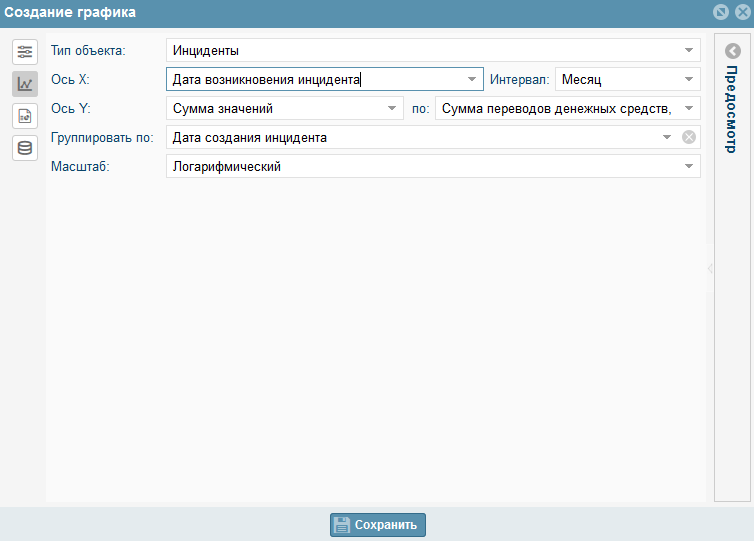 Создание графика
Тип объекта: Инциденты
Ось X: Дата возникновения инцидента Интервал: Месяц
Ось Y: Сумма значений по: Сумма переводов денежных средств,
Группировать по: Дата создания инцидента
Масштаб: Логарифмический
Предосмотр
Сохранить